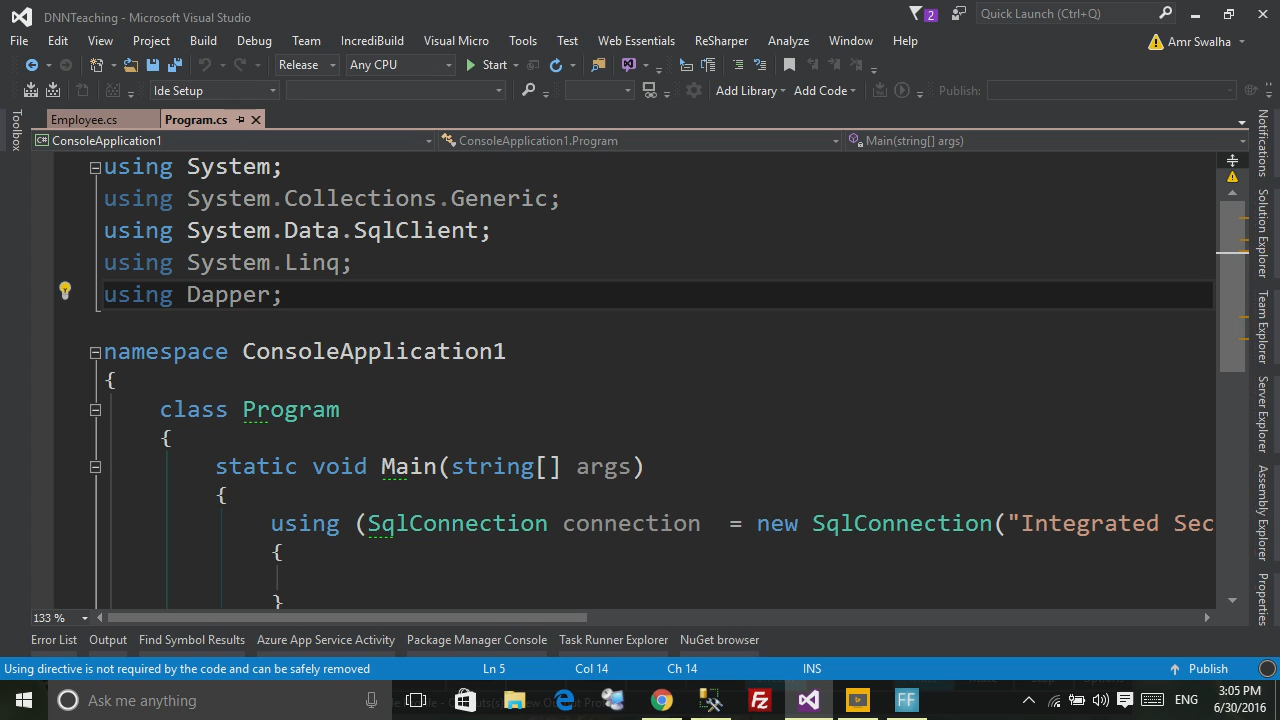 DNNTeaching - Microsoft Visual Studio
2
Quick Launch (Ctrl+Q)
File Edit View Project Build Debug Team IncrediBuild Visual Micro Tools Test Web Essentials ReSharper Analyze Window Help
Amr Swalha
Release Any CPU Start
Ide Setup Add Library Add Code Publish:
Toolbox
Employee.cs Program.cs
C# ConsoleApplication1 ConsoleApplication1.Program Main(string[] args)
using System;
using System.Collections.Generic;
using System.Data.SqlClient;
using System.Linq;
using Dapper;
namespace ConsoleApplication1
{
class Program
{
static void Main(string[] args)
{
using (SqlConnection connection = new SqlConnection("Integrated Sec
{
}
Notifications
Solution Explorer
Team Explorer
Server Explorer
Assembly Explorer
Properties
133 %
Error List Output Find Symbol Results Azure App Service Activity Package Manager Console Task Runner Explorer NuGet browser
Using directive is not required by the code and can be safely removed Ln 5 Col 14 Ch 14 INS Publish
Ask me anything
FZ
FF
ENG
3:05 PM
6/30/2016